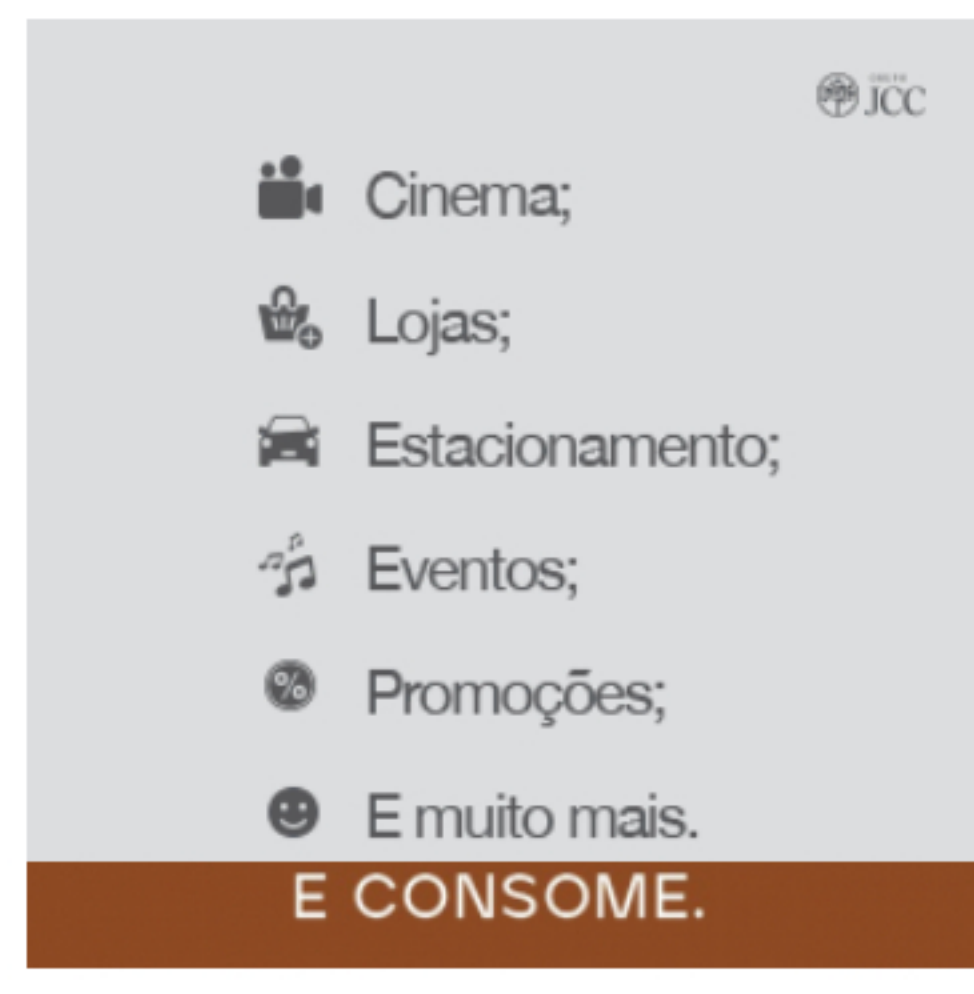 JCC
Cinema;
Lojas;
Estacionamento;
Eventos;
Promoções;
E muito mais.
E CONSOME.